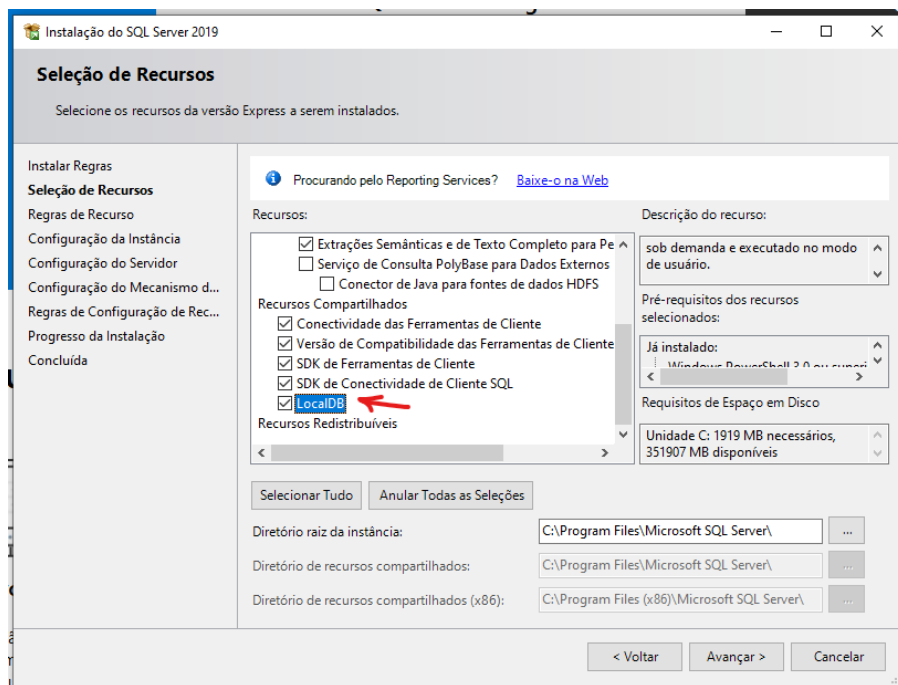 Instalação do SQL Server 2019
Seleção de Recursos
Selecione os recursos da versão Express a serem instalados.
Instalar Regras
Seleção de Recursos
Regras de Recurso
Configuração da Instância
Configuração do Servidor
Configuração do Mecanismo d...
Regras de Configuração de Rec...
Progresso da Instalação
Concluída
Procurando pelo Reporting Services? Baixe-o na Web
Recursos:
Extrações Semânticas e de Texto Completo para Pe
Serviço de Consulta PolyBase para Dados Externos
Conector de Java para fontes de dados HDFS
Recursos Compartilhados
Conectividade das Ferramentas de Cliente
Versão de Compatibilidade das Ferramentas de Cliente
SDK de Ferramentas de Cliente
SDK de Conectividade de Cliente SQL
LocalDB
Recursos Redistribuíveis
Descrição do recurso:
sob demanda e executado no modo
de usuário.
Pré-requisitos dos recursos
selecionados:
Já instalado:
Windows PowerShell 3.0 ou superi
Requisitos de Espaço em Disco
Unidade C: 1919 MB necessários,
351907 MB disponíveis
Selecionar Tudo
Anular Todas as Seleções
Diretório raiz da instância:
C:\Program Files\Microsoft SQL Server\
...
Diretório de recursos compartilhados:
C:\Program Files\Microsoft SQL Server\
...
Diretório de recursos compartilhados (x86):
C:\Program Files (x86)\Microsoft SQL Server\
...
< Voltar
Avançar >
Cancelar